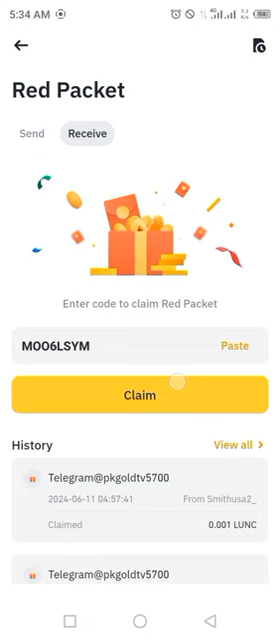 5:34 AM
Red Packet
Send Receive
Enter code to claim Red Packet
MOO6LSYM Paste
Claim
History View all
Telegram@pkgoldtv5700
2024-06-11 04:57:41 From Smithusa2_
Claimed 0.001 LUNC
Telegram@pkgoldtv5700